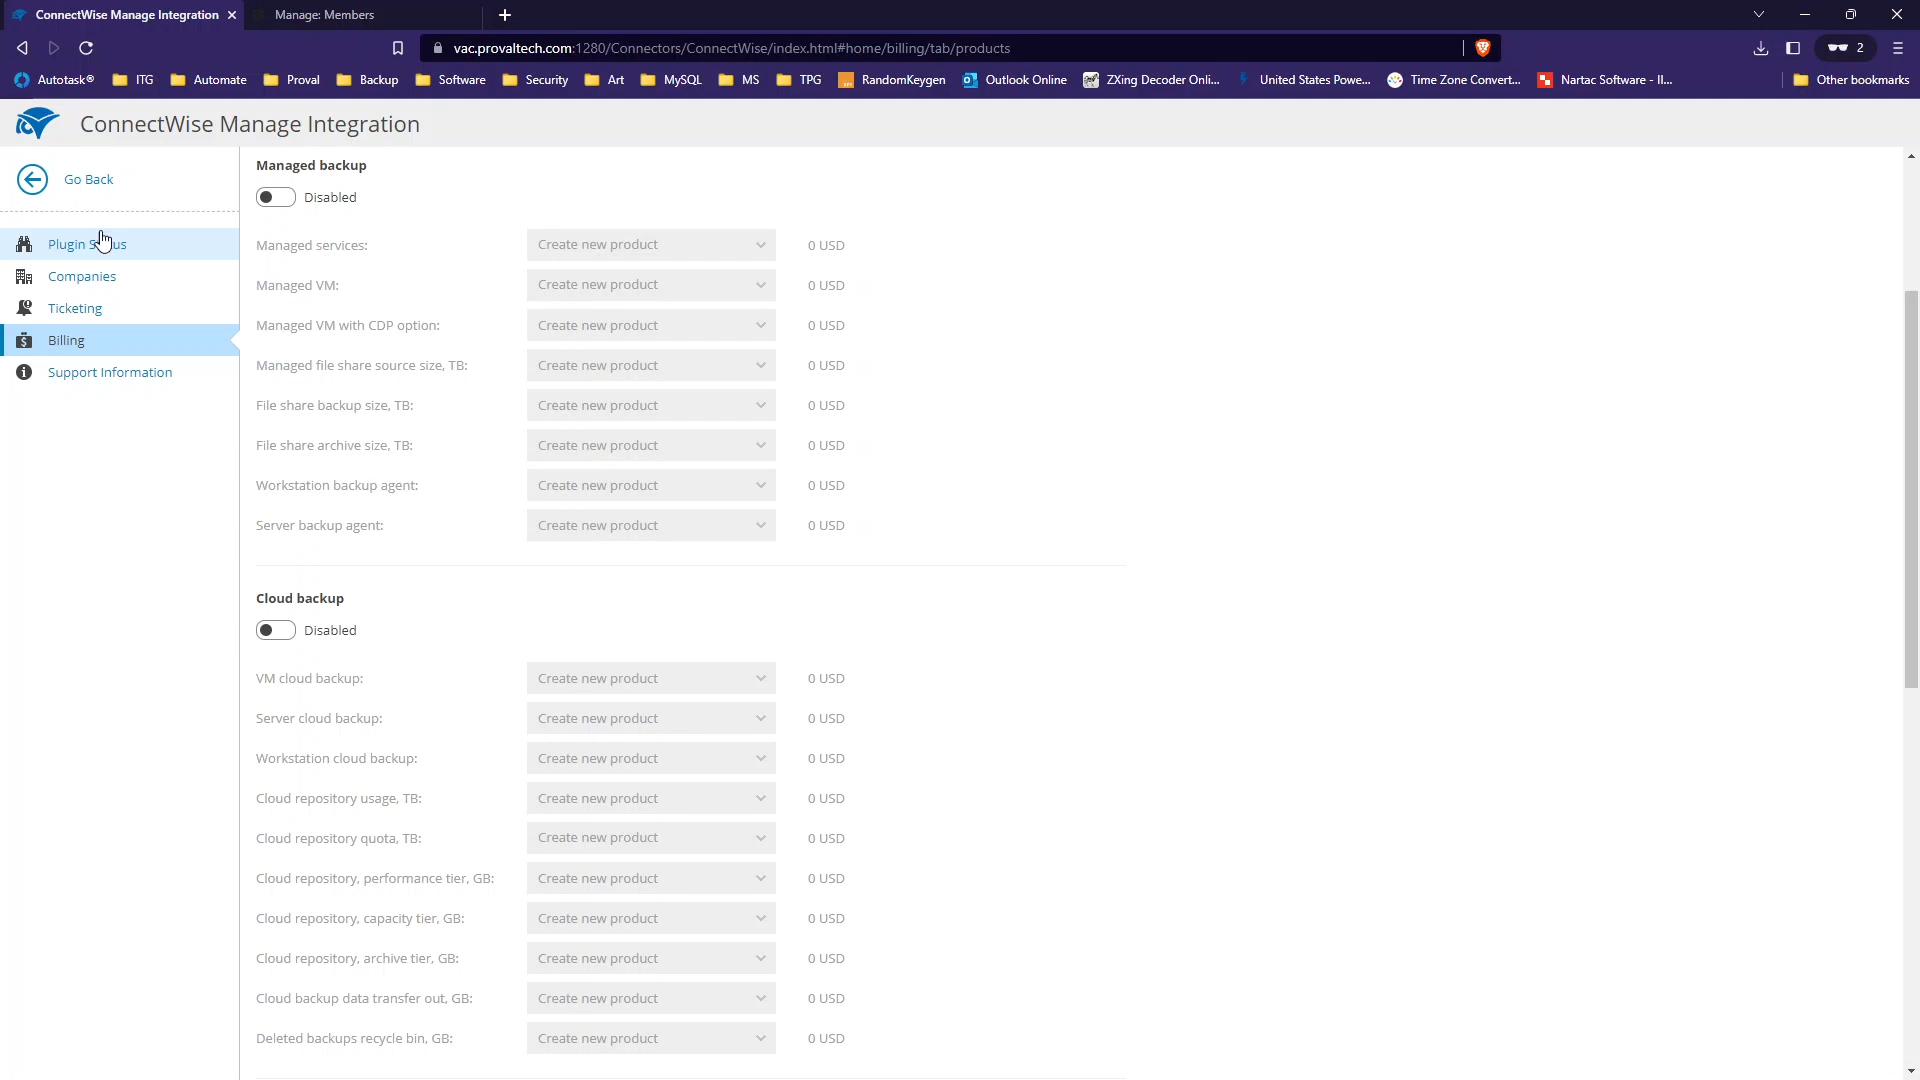 ConnectWise Manage Integration
Manage: Members
vac.provaltech.com:1280/Connectors/ConnectWise/index.html#home/billing/tab/products
2
Autotask® ITG Automate Proval Backup Software Security Art MySQL MS TPG RandomKeygen Outlook Online ZXing Decoder Onli... United States Powe... Time Zone Convert... Nartac Software - II... Other bookmarks
ConnectWise Manage Integration
Go Back
Plugin S us
Companies
Ticketing
Billing
Support Information
Managed backup
Disabled
Managed services: Create new product 0 USD
Managed VM: Create new product 0 USD
Managed VM with CDP option: Create new product 0 USD
Managed file share source size, TB: Create new product 0 USD
File share backup size, TB: Create new product 0 USD
File share archive size, TB: Create new product 0 USD
Workstation backup agent: Create new product 0 USD
Server backup agent: Create new product 0 USD
Cloud backup
Disabled
VM cloud backup: Create new product 0 USD
Server cloud backup: Create new product 0 USD
Workstation cloud backup: Create new product 0 USD
Cloud repository usage, TB: Create new product 0 USD
Cloud repository quota, TB: Create new product 0 USD
Cloud repository, performance tier, GB: Create new product 0 USD
Cloud repository, capacity tier, GB: Create new product 0 USD
Cloud repository, archive tier, GB: Create new product 0 USD
Cloud backup data transfer out, GB: Create new product 0 USD
Deleted backups recycle bin, GB: Create new product 0 USD